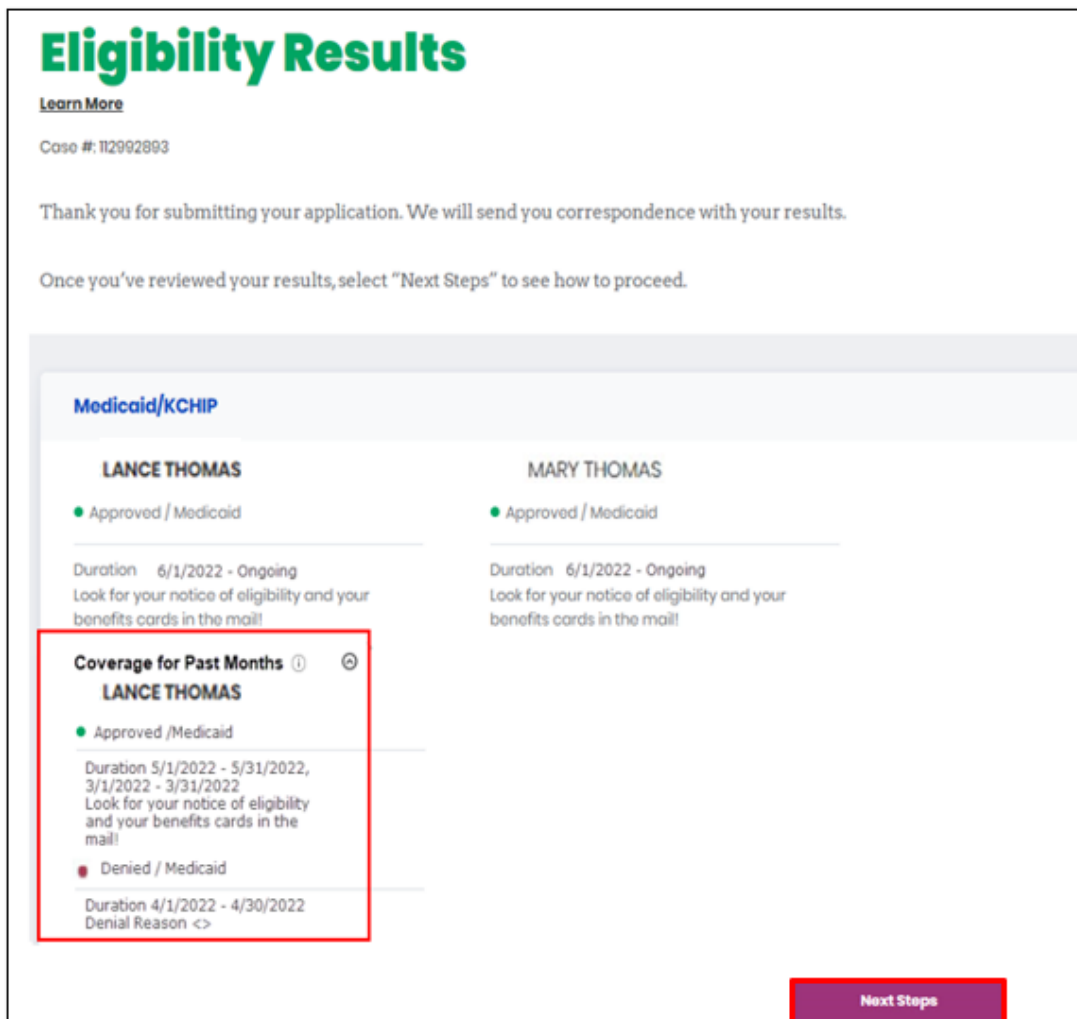 Eligibility Results
Learn More
Case #: 112992893
Thank you for submitting your application. We will send you correspondence with your results.
Once you've reviewed your results, select "Next Steps" to see how to proceed.
Medicaid/KCHIP
LANCE THOMAS
Approved / Medicaid
Duration 6/1/2022 - Ongoing
Look for your notice of eligibility and your
benefits cards in the mail!
MARY THOMAS
Approved / Medicaid
Duration 6/1/2022 - Ongoing
Look for your notice of eligibility and your
benefits cards in the mail!
Coverage for Past Months
LANCE THOMAS
Approved /Medicaid
Duration 5/1/2022 - 5/31/2022,
3/1/2022 - 3/31/2022
Look for your notice of eligibility
and your benefits cards in the
mail!
Denied / Medicaid
Duration 4/1/2022 - 4/30/2022
Denial Reason <>
Next Steps